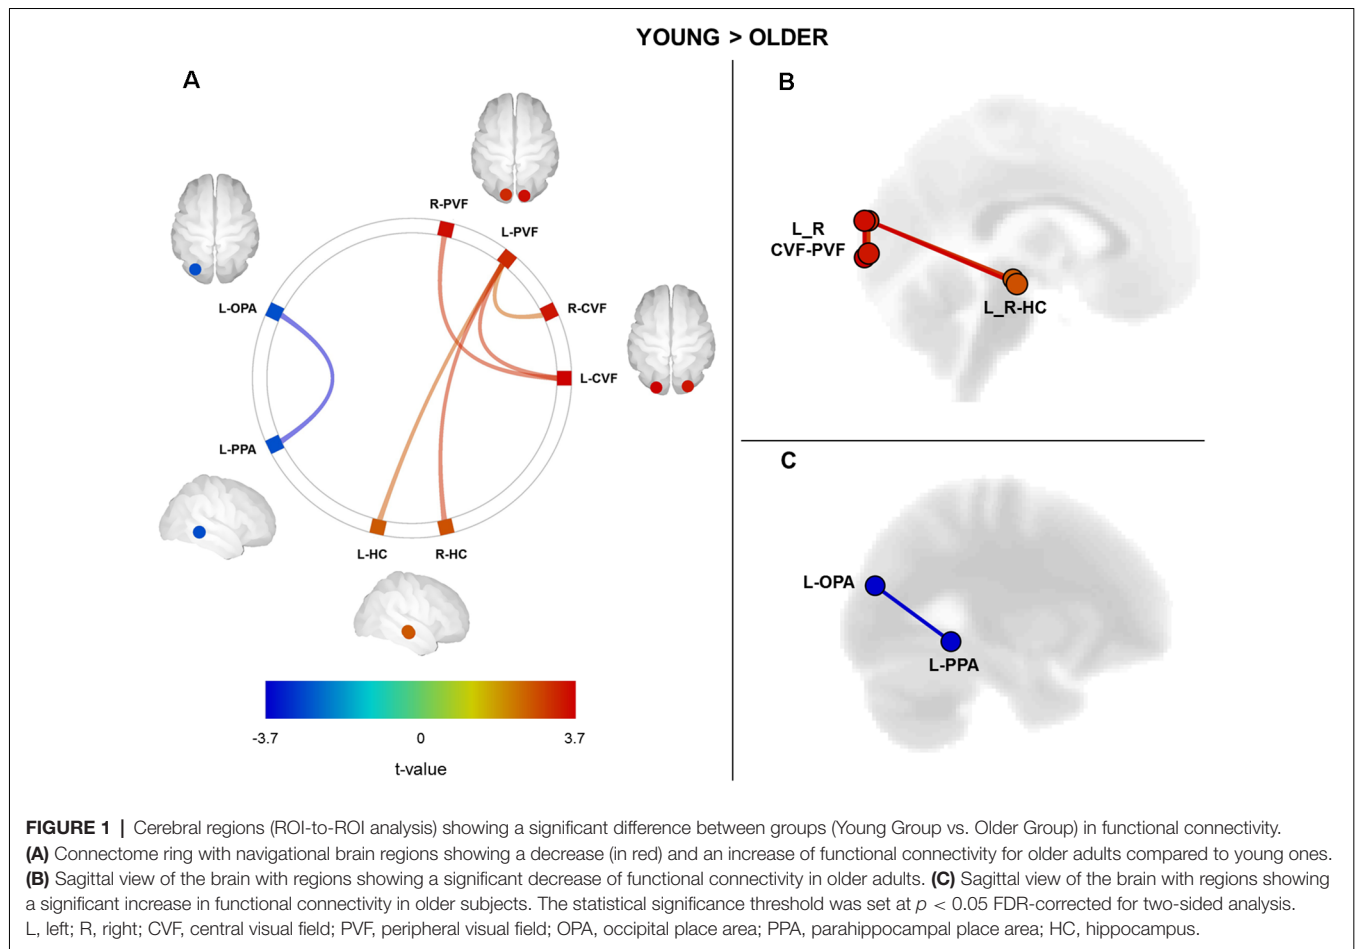 YOUNG > OLDER
A
R-PVF
L-PVF
L-OPA
R-CVF
L-CVF
L-PPA
L-HC
R-HC
-3.7
0
3.7
t-value
B
L_R
CVF-PVF
L_R-HC
C
L-OPA
L-PPA
FIGURE 1 | Cerebral regions (ROI-to-ROI analysis) showing a significant difference between groups (Young Group vs. Older Group) in functional connectivity.
(A) Connectome ring with navigational brain regions showing a decrease (in red) and an increase of functional connectivity for older adults compared to young ones.
(B) Sagittal view of the brain with regions showing a significant decrease of functional connectivity in older adults. (C) Sagittal view of the brain with regions showing
a significant increase in functional connectivity in older subjects. The statistical significance threshold was set at p < 0.05 FDR-corrected for two-sided analysis.
L, left; R, right; CVF, central visual field; PVF, peripheral visual field; OPA, occipital place area; PPA, parahippocampal place area; HC, hippocampus.